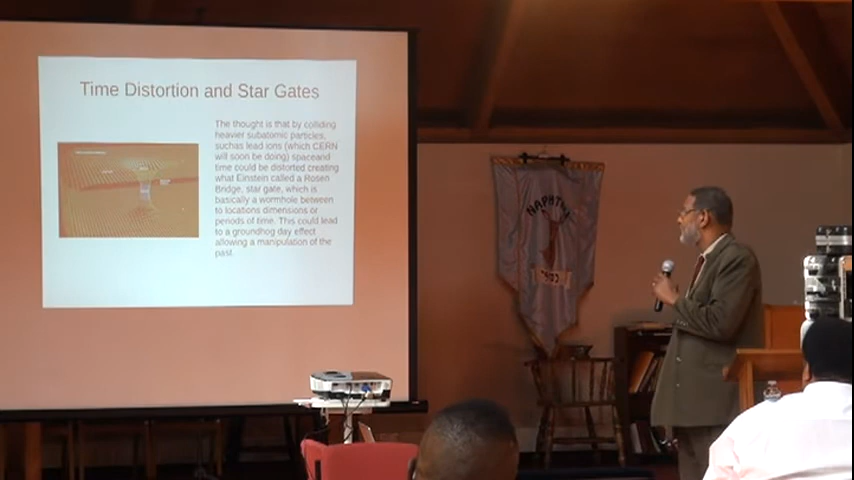 Time Distortion and Star Gates
The thought is that by colliding
heavier subatomic particles,
suchas lead ions (which CERN
will soon be doing) spaceand
time could be distorted creating
what Einstein called a Rosen
Bridge, star gate, which is
basically a wormhole between
to locations dimensions or
periods of time. This could lead
to a groundhog day effect
allowing a manipulation of the
past.